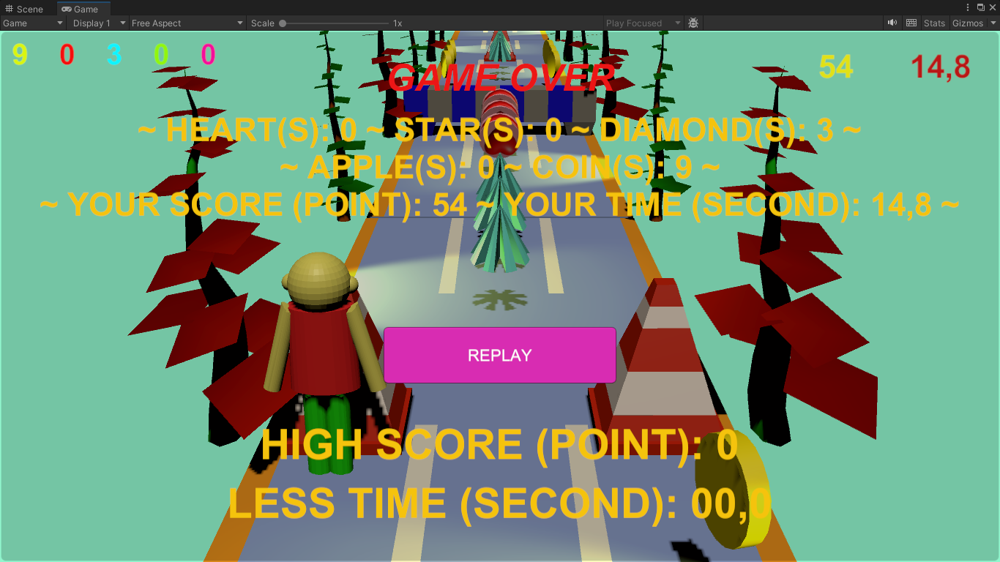 Scene Game
Game Display 1 Free Aspect Scale 1x Play Focused Stats Gizmos
9 0 3 0 0 54 14,8
GAME OVER
~ HEART(S): 0 ~ STAR(S): 0 ~ DIAMOND(S): 3 ~
~ APPLE(S): 0 ~ COIN(S): 9 ~
~ YOUR SCORE (POINT): 54 ~ YOUR TIME (SECOND): 14,8 ~
REPLAY
HIGH SCORE (POINT): 0
LESS TIME (SECOND): 00,0